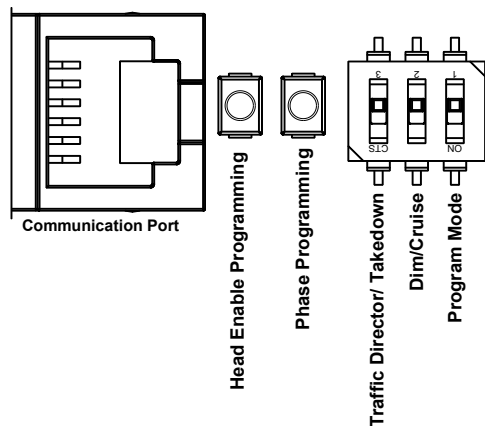 3 2 1
CTS ON
Communication Port
Head Enable Programming
Phase Programming
Traffic Director/ Takedown
Dim/Cruise
Program Mode